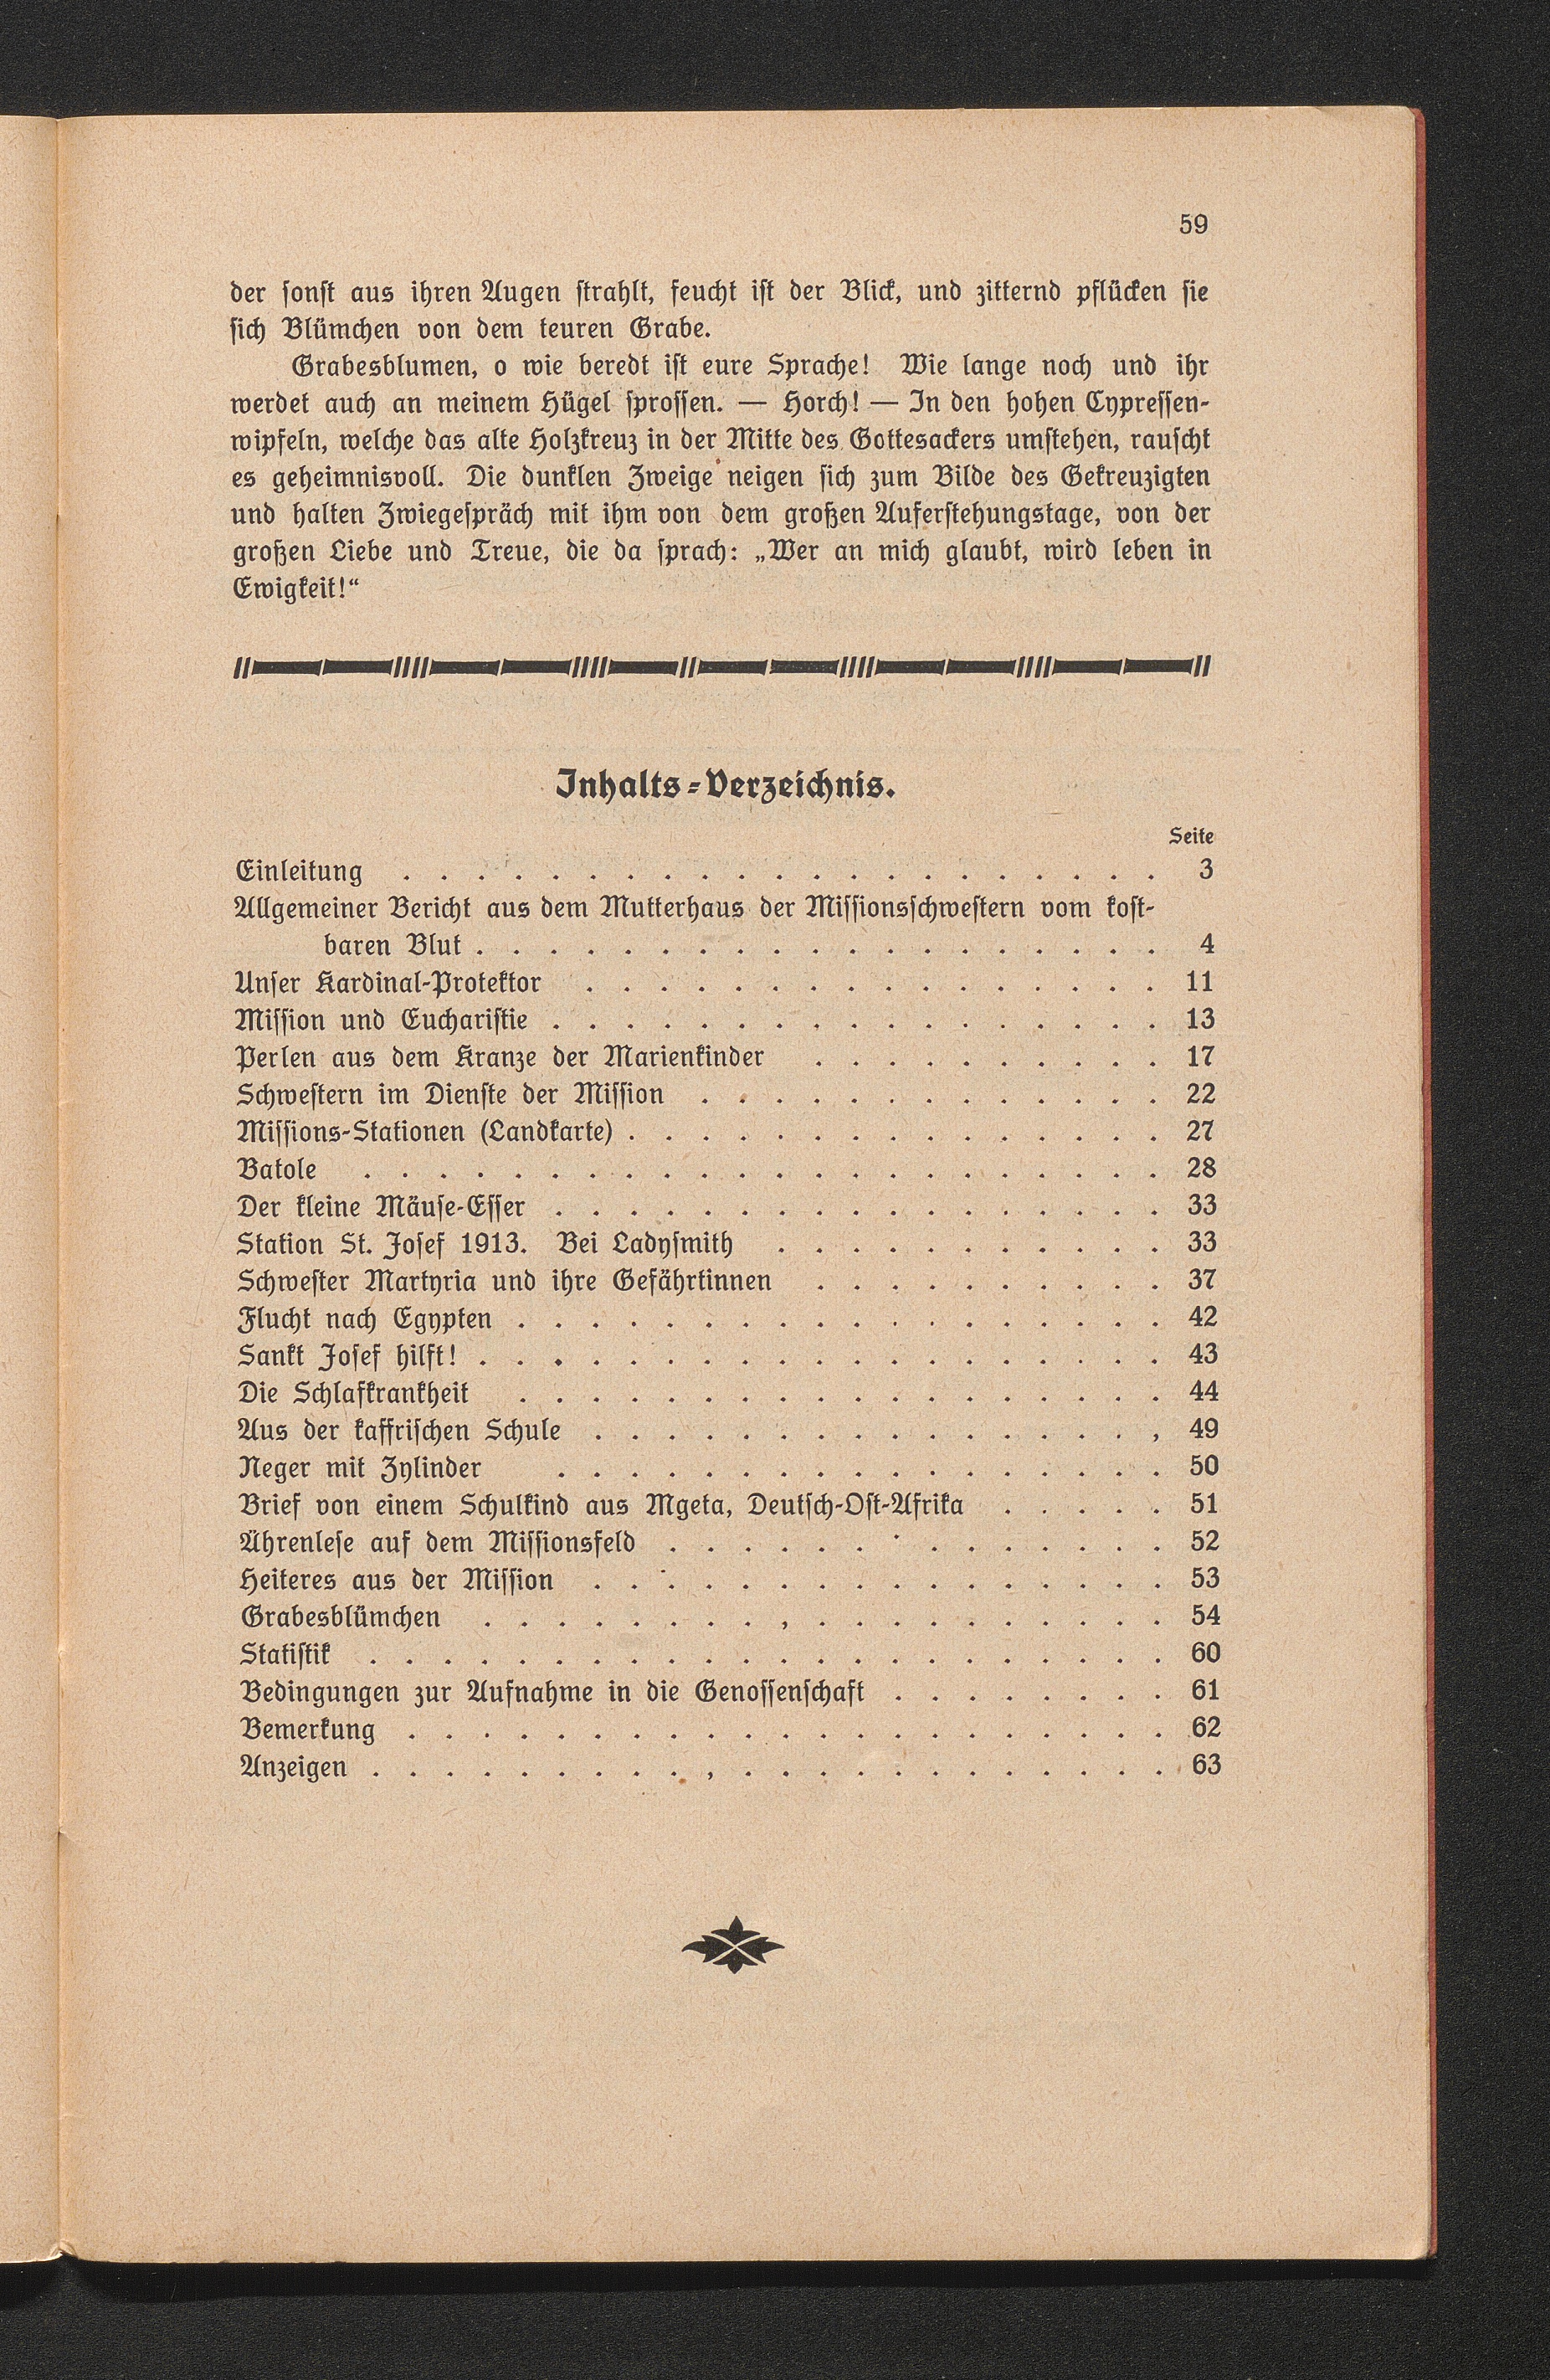 59
der sonst aus ihren Augen strahlt, feucht ist der Blick, und zitternd pflücken sie
sich Blümchen von dem teuren Grabe.
Grabesblumen, o wie beredt ist eure Sprache! Wie lange noch und ihr
werdet auch an meinem Hügel sprossen. — Horch! — In den hohen Cypressen-
wipfeln, welche das alte Holzkreuz in der Mitte des Gottesackers umstehen, rauscht
es geheimnisvoll. Die dunklen Zweige neigen sich zum Bilde des Gekreuzigten
und halten Zwiegespräch mit ihm von dem großen Auferstehungstage, von der
großen Liebe und Treue, die da sprach: „Wer an mich glaubt, wird leben in
Ewigkeit!“
Inhalts-Verzeichnis.
Seite
Einleitung . . . . . . . . . . . . . . . . . . . . . 3
Allgemeiner Bericht aus dem Mutterhaus der Missionsschwestern vom kost-
baren Blut . . . . . . . . . . . . . . . . . . . 4
Unser Kardinal-Protektor . . . . . . . . . . . . . . . . 11
Mission und Eucharistie . . . . . . . . . . . . . . . . . 13
Perlen aus dem Kranze der Marienkinder . . . . . . . . . . 17
Schwestern im Dienste der Mission . . . . . . . . . . . . . 22
Missions-Stationen (Landkarte) . . . . . . . . . . . . . . . 27
Batole . . . . . . . . . . . . . . . . . . . . . . 28
Der kleine Mäuse-Esser . . . . . . . . . . . . . . . . . 33
Station St. Josef 1913. Bei Ladysmith . . . . . . . . . . . 33
Schwester Martyria und ihre Gefährtinnen . . . . . . . . . . 37
Flucht nach Egypten . . . . . . . . . . . . . . . . . . 42
Sankt Josef hilft! . . . . . . . . . . . . . . . . . . . 43
Die Schlafkrankheit . . . . . . . . . . . . . . . . . . 44
Aus der kaffrischen Schule . . . . . . . . . . . . . . . , 49
Neger mit Zylinder . . . . . . . . . . . . . . . . . 50
Brief von einem Schulkind aus Mgeta, Deutsch-Ost-Afrika . . . . . 51
Ährenlese auf dem Missionsfeld . . . . . . . . . . . . . . 52
Heiteres aus der Mission . . . . . . . . . . . . . . . . 53
Grabesblümchen . . . . . . . . , . . . . . . . . . . 54
Statistik . . . . . . . . . . . . . . . . . . . . . . 60
Bedingungen zur Aufnahme in die Genossenschaft . . . . . . . . 61
Bemerkung . . . . . . . . . . . . . . . . . . . . . 62
Anzeigen . . . . . . . . . , . . . . . . . . . . . . 63